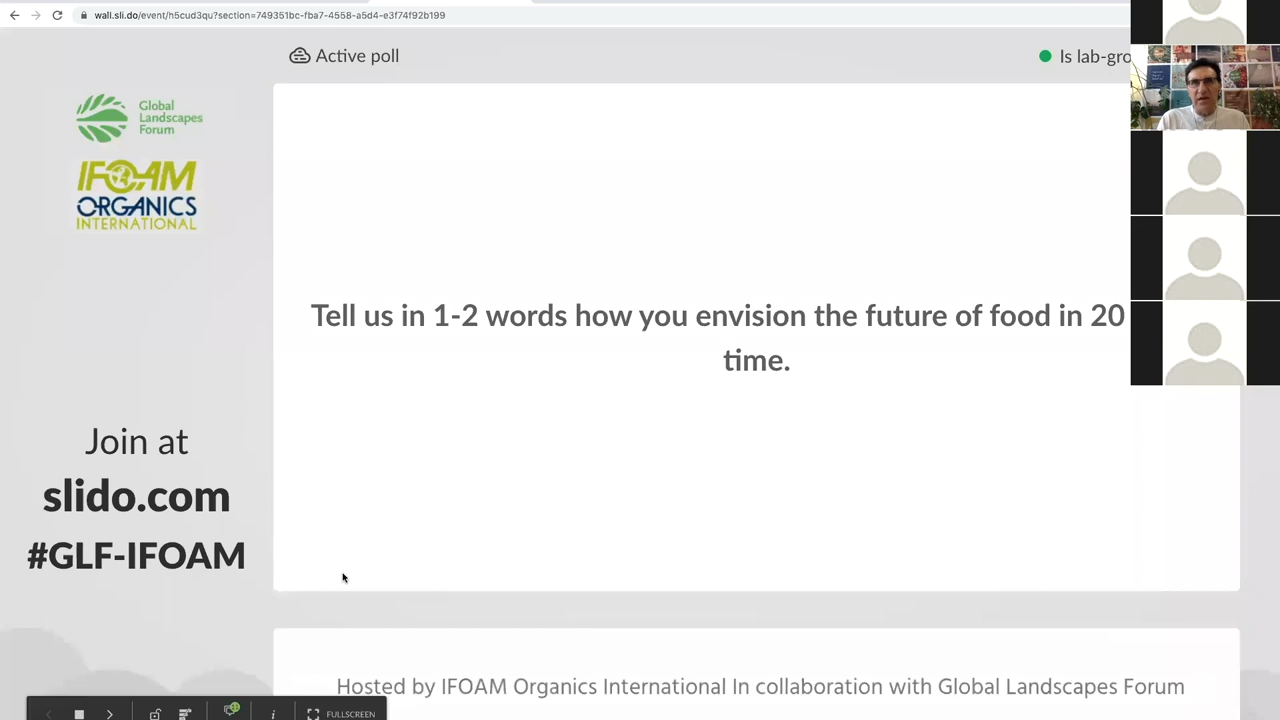 wall.sli.do/event/h5cud3qu?section=749351bc-fba7-4558-a5d4-e3f74f92b199
Active poll
Is lab-gro
Global
Landscapes
Forum
IFOAM
ORGANICS
INTERNATIONAL
Tell us in 1-2 words how you envision the future of food in 20
time.
Join at
slido.com
#GLF-IFOAM
Hosted by IFOAM Organics International In collaboration with Global Landscapes Forum
FULLSCREEN